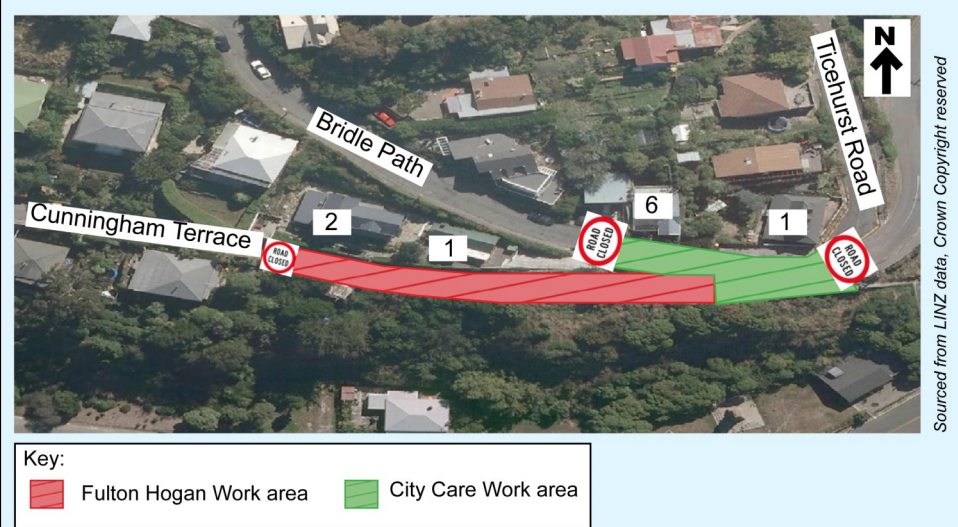 N
Ticehurst Road
Bridle Path
Cunningham Terrace
2
1
6
1
ROAD
CLOSED
ROAD
CLOSED
ROAD
CLOSED
Sourced from LINZ data, Crown Copyright reserved
Key:
Fulton Hogan Work area
City Care Work area